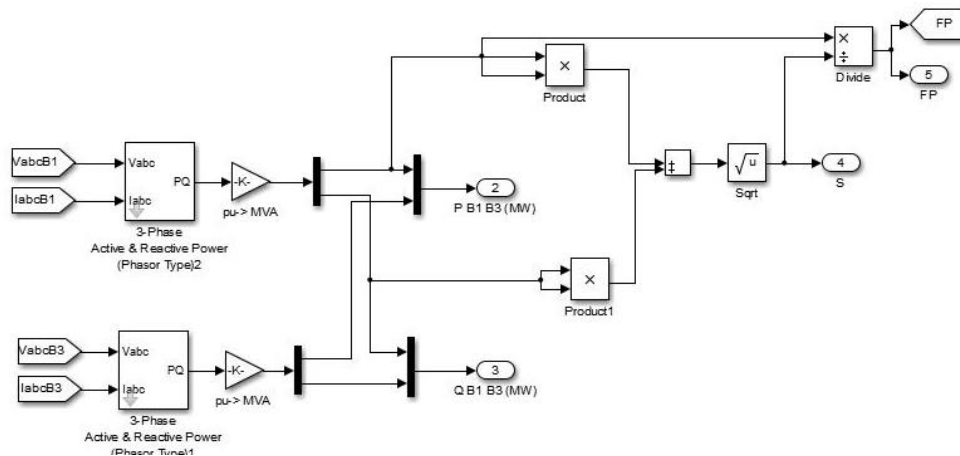 FP
×
÷
Divide
5
FP
×
Product
VabcB1
IabcB1
Vabc
Iabc
PQ
3-Phase
Active & Reactive Power
(Phasor Type)2
-K-
pu-> MVA
2
P B1 B3 (MW)
+
+
√u
Sqrt
4
S
×
Product1
VabcB3
IabcB3
Vabc
Iabc
PQ
3-Phase
Active & Reactive Power
(Phasor Type)1
-K-
pu-> MVA
3
Q B1 B3 (MW)